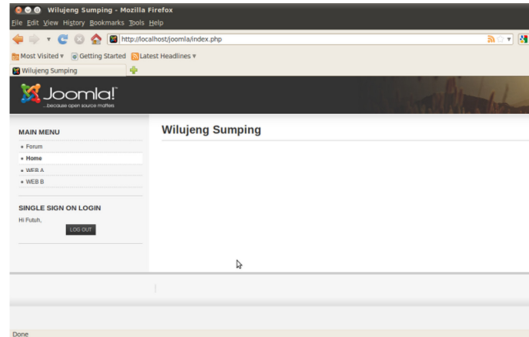 Wilujeng Sumping - Mozilla Firefox
File Edit View History Bookmarks Tools Help
http://localhost/joomla/index.php
Most Visited Getting Started Latest Headlines
Wilujeng Sumping
Joomla!
...because open source matters
MAIN MENU
Forum
Home
WEB A
WEB B
SINGLE SIGN ON LOGIN
Hi Futuh,
LOG OUT
Wilujeng Sumping
Done